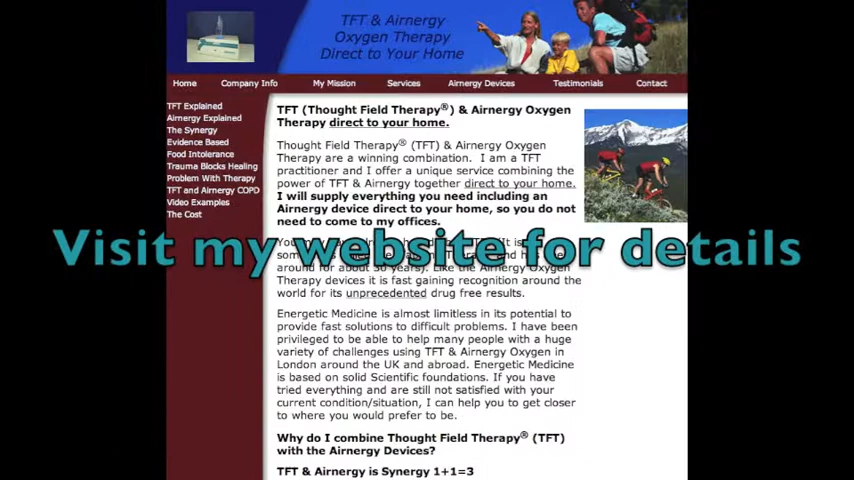 TFT & Airnergy
Oxygen Therapy
Direct to Your Home
Home Company Info My Mission Services Airnergy Devices Testimonials Contact
TFT Explained
Airnergy Explained
The Synergy
Evidence Based
Food Intolerance
Trauma Blocks Healing
Problem With Therapy
TFT and Airnergy COPD
Video Examples
The Cost
TFT (Thought Field Therapy®) & Airnergy Oxygen
Therapy direct to your home.
Thought Field Therapy® (TFT) & Airnergy Oxygen
Therapy are a winning combination. I am a TFT
practitioner and I offer a unique service combining the
power of TFT & Airnergy together direct to your home.
I will supply everything you need including an
Airnergy device direct to your home, so you do not
need to come to my offices.
Visit my website for details
around for about 30 years). Like the Airnergy Oxygen
Therapy devices it is fast gaining recognition around the
world for its unprecedented drug free results.
Energetic Medicine is almost limitless in its potential to
provide fast solutions to difficult problems. I have been
privileged to be able to help many people with a huge
variety of challenges using TFT & Airnergy Oxygen in
London around the UK and abroad. Energetic Medicine
is based on solid Scientific foundations. If you have
tried everything and are still not satisfied with your
current condition/situation, I can help you to get closer
to where you would prefer to be.
Why do I combine Thought Field Therapy® (TFT)
with the Airnergy Devices?
TFT & Airnergy is Synergy 1+1=3